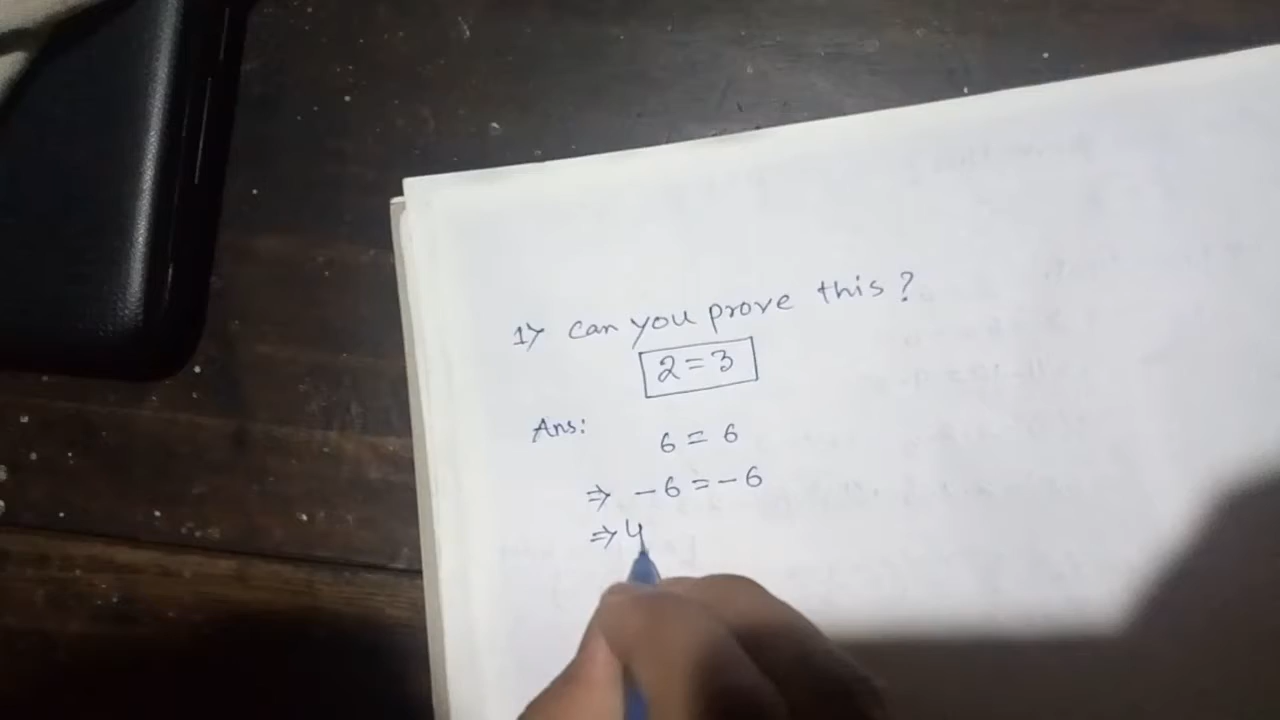 1> Can you prove this?
2 = 3
Ans: 6 = 6
⇒ -6 = -6
⇒ 4